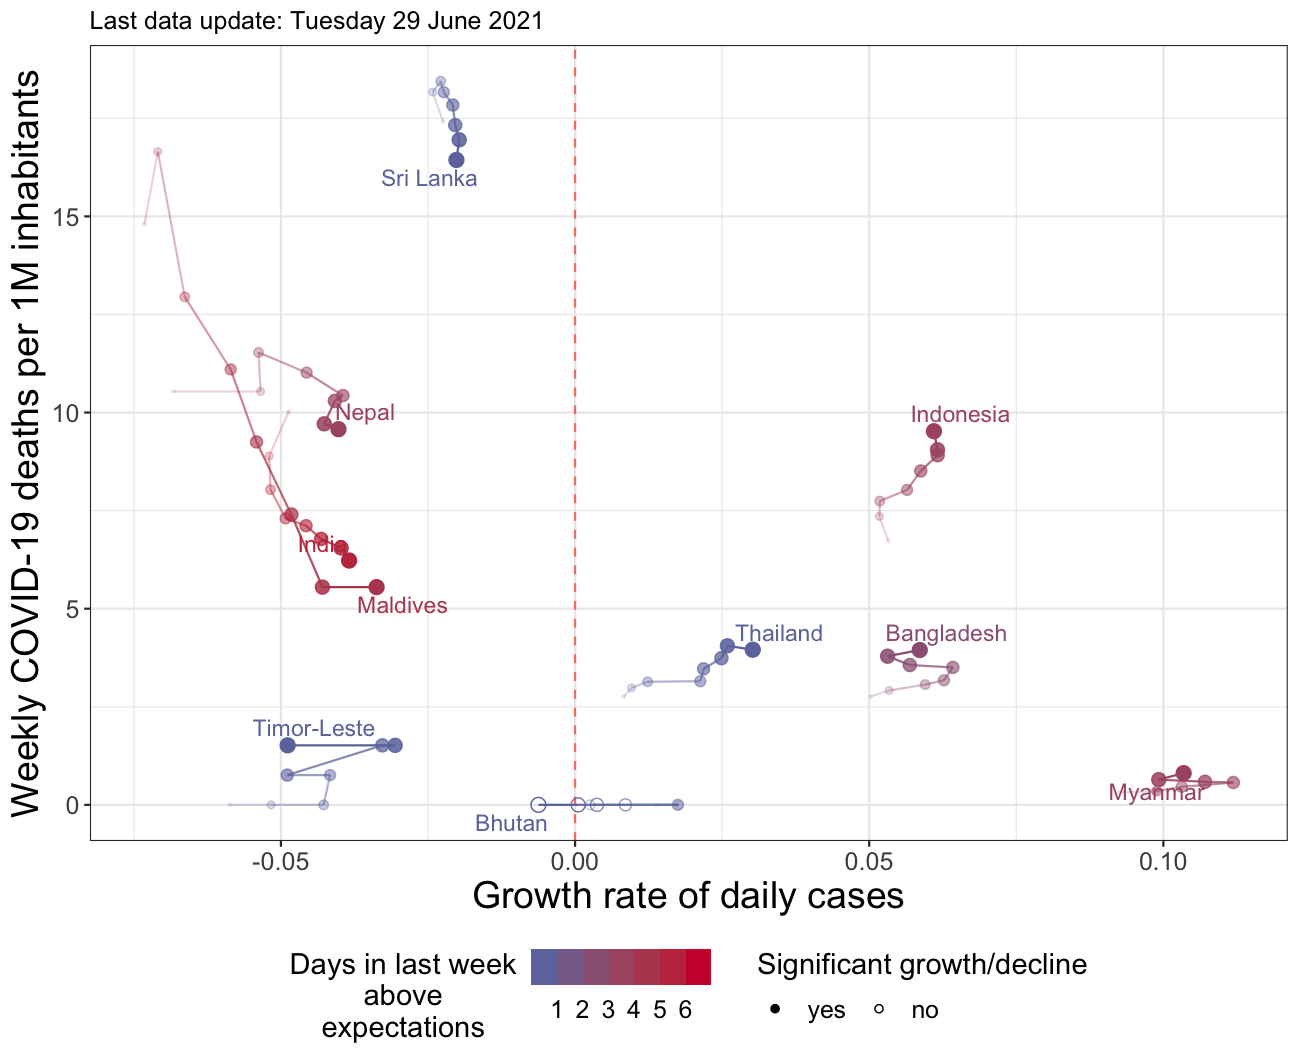 Last data update: Tuesday 29 June 2021
Weekly COVID-19 deaths per 1M inhabitants
15
10
5
0
Sri Lanka
Nepal
Indonesia
India
Maldives
Thailand
Bangladesh
Timor-Leste
Myanmar
Bhutan
-0.05
0.00
0.05
0.10
Growth rate of daily cases
Days in last week
above
expectations
1 2 3 4 5 6
Significant growth/decline
yes
no